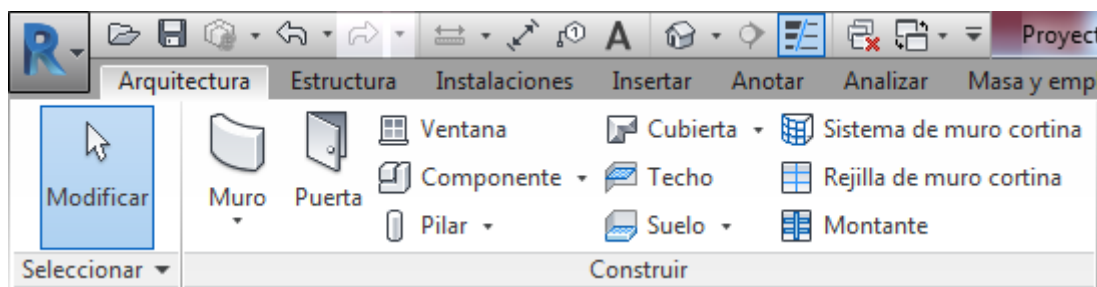 Proyect
Arquitectura Estructura Instalaciones Insertar Anotar Analizar Masa y emp
Ventana Cubierta Sistema de muro cortina
Modificar Muro Puerta Componente Techo Rejilla de muro cortina
Pilar Suelo Montante
Seleccionar Construir